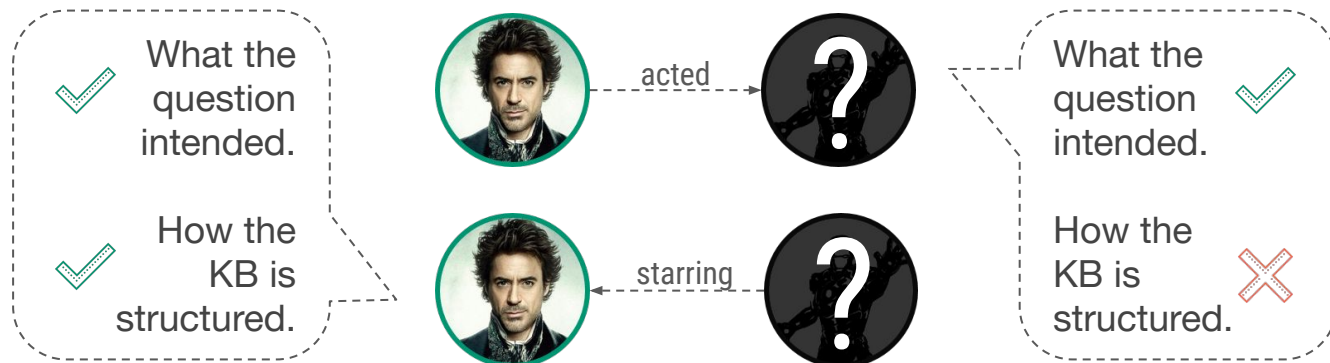 What the
question
intended.
How the
KB is
structured.
acted
?
starring
?
What the
question
intended.
How the
KB is
structured.